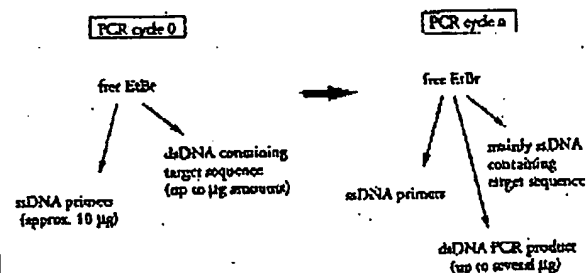 PCR cycle 0
free EtBr
ssDNA primers
(approx. 10 μg)
dsDNA containing
target sequence
(up to μg amounts)
PCR cycle n
free EtBr
ssDNA primers
mainly ssDNA
containing
target sequence
dsDNA PCR product
(up to several μg)